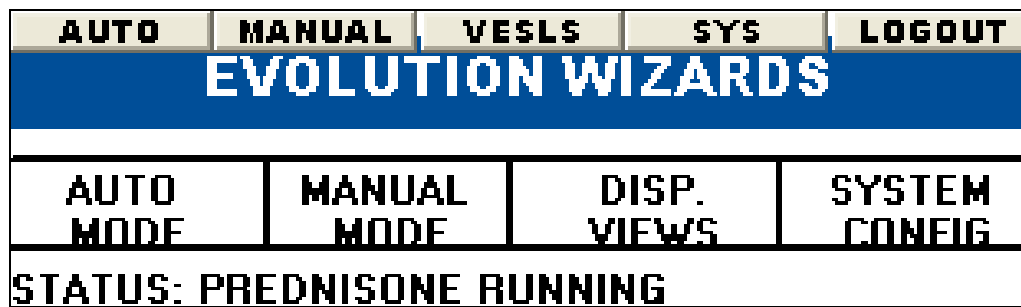 AUTO MANUAL VESLS SYS LOGOUT
EVOLUTION WIZARDS
AUTO MANUAL DISP. SYSTEM
MODE MODE VIEWS CONFIG
STATUS: PREDNISONE RUNNING